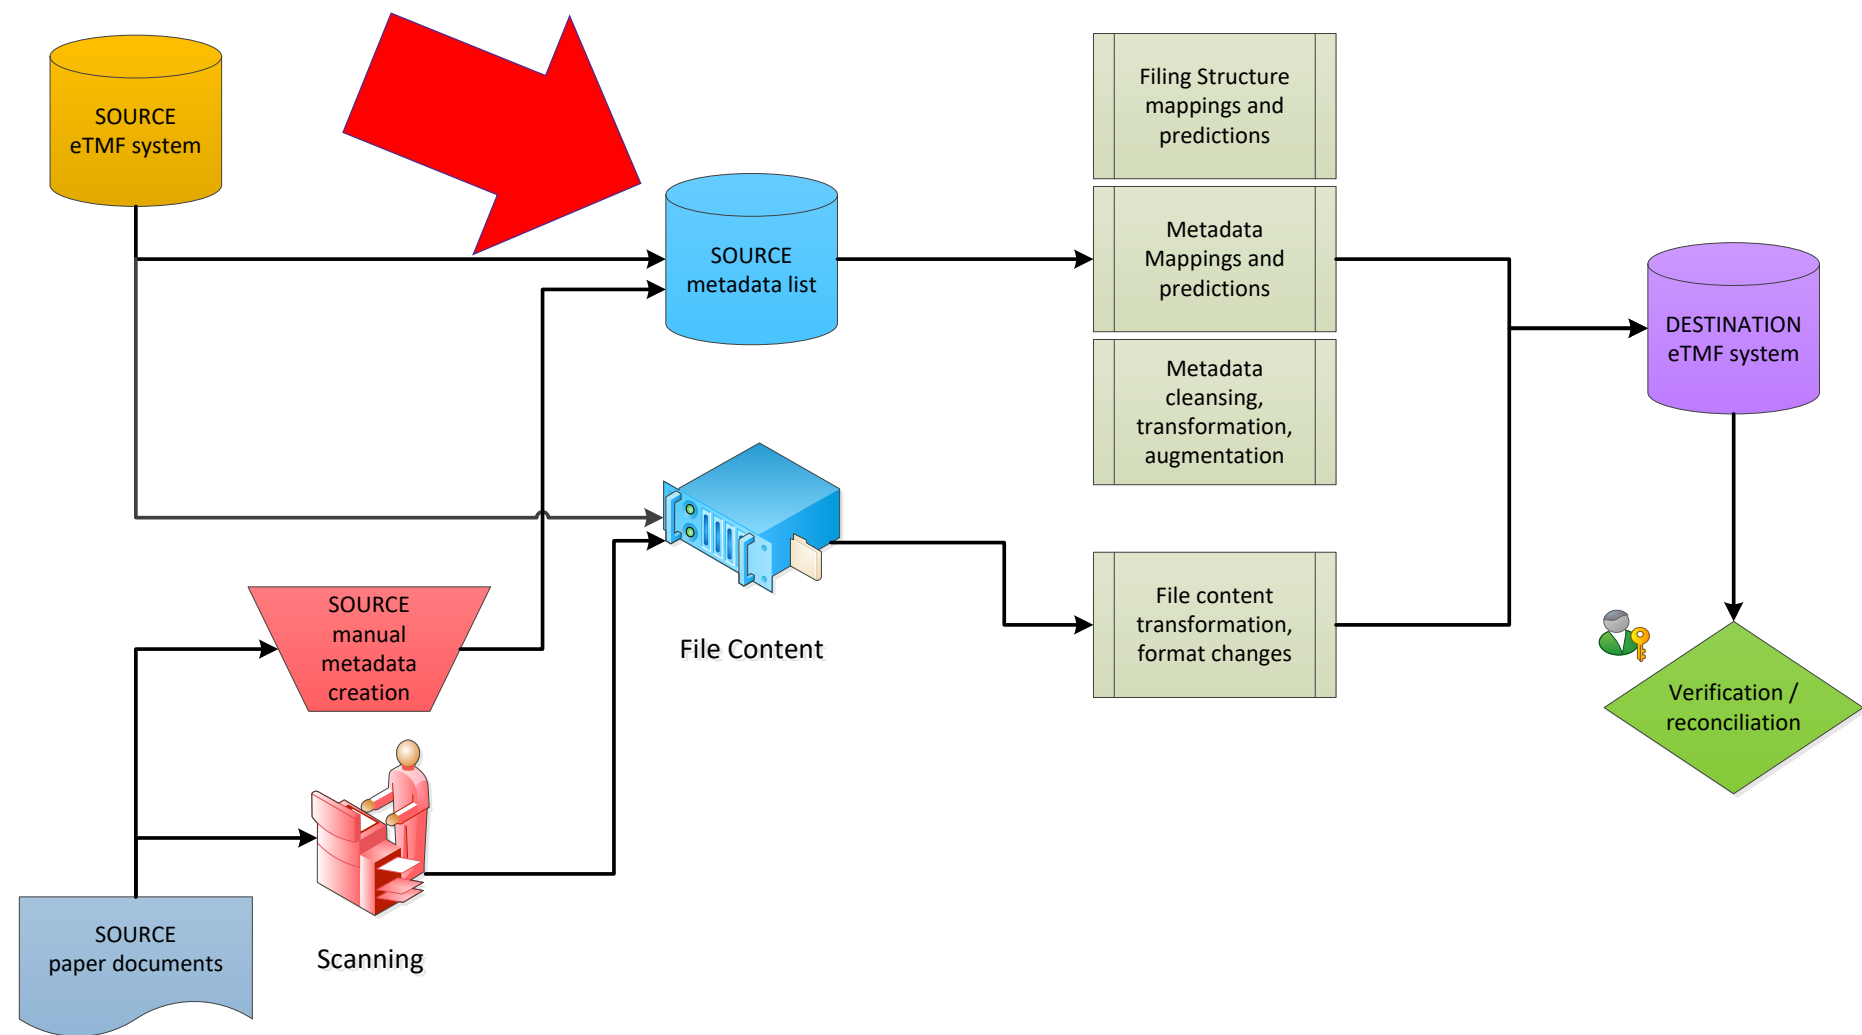 SOURCE
eTMF system
SOURCE
metadata list
Filing Structure
mappings and
predictions
Metadata
Mappings and
predictions
Metadata
cleansing,
transformation,
augmentation
DESTINATION
eTMF system
SOURCE
manual
metadata
creation
File Content
File content
transformation,
format changes
Verification /
reconciliation
SOURCE
paper documents
Scanning